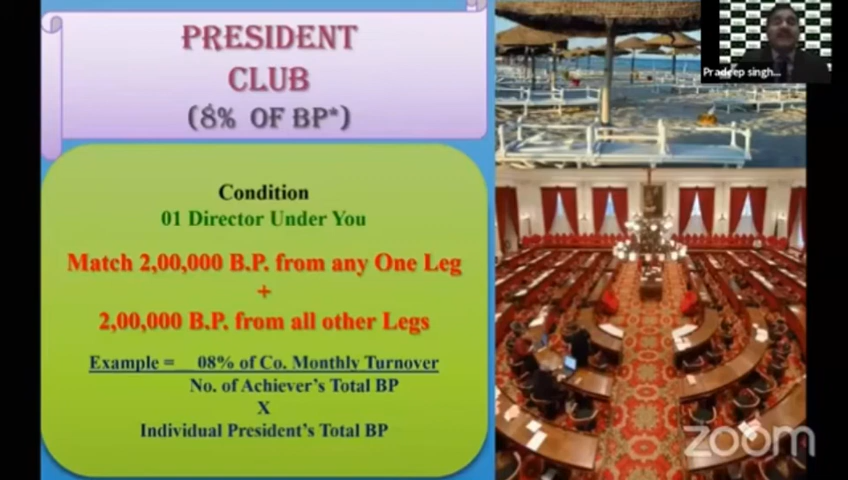 PRESIDENT
CLUB
(8% OF BP*)
Condition
01 Director Under You
Match 2,00,000 B.P. from any One Leg
+
2,00,000 B.P. from all other Legs
Example = 08% of Co. Monthly Turnover
No. of Achiever's Total BP
X
Individual President's Total BP
Pradeep singh...
zoom